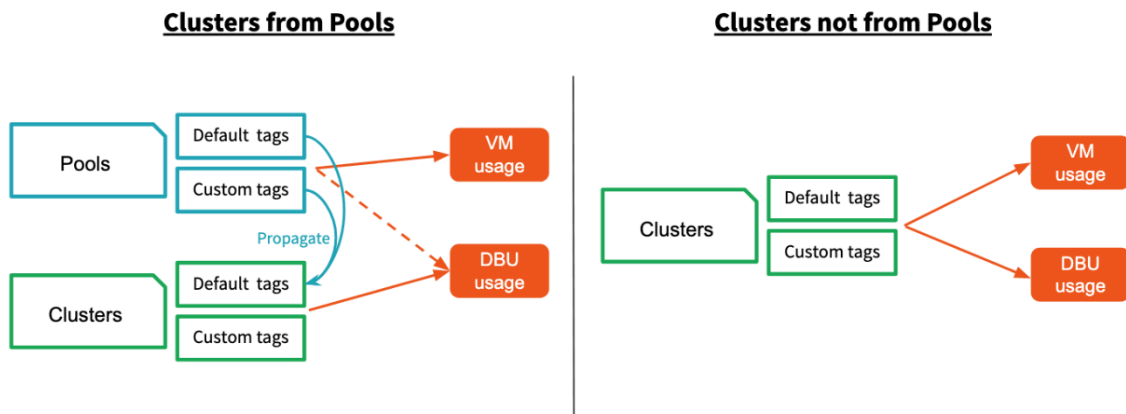 Clusters from Pools
Pools
Default tags
Custom tags
Propagate
Clusters
Default tags
Custom tags
VM
usage
DBU
usage
Clusters not from Pools
Clusters
Default tags
Custom tags
VM
usage
DBU
usage